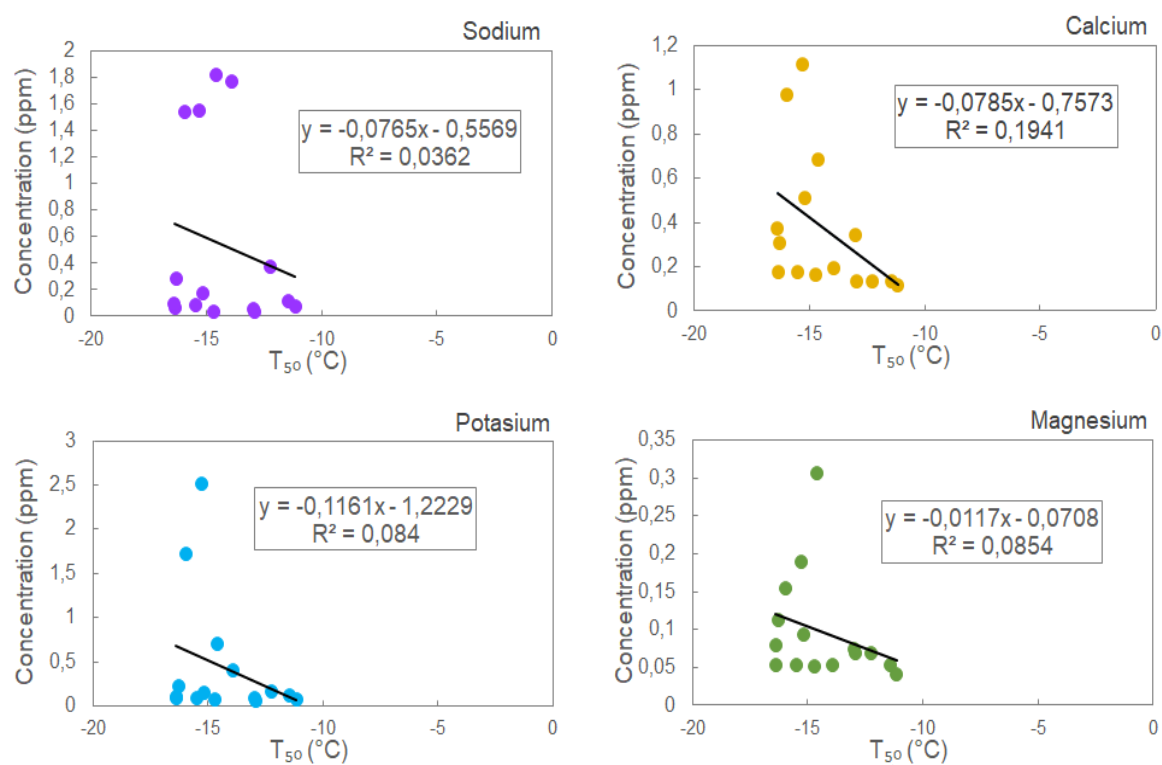 Sodium
Concentration (ppm)
2
1,8
1,6
1,4
1,2
1
0,8
0,6
0,4
0,2
0
y = -0,0765x - 0,5569
R² = 0,0362
-20
-15
-10
-5
0
T₅₀ (°C)
Calcium
Concentration (ppm)
1,2
1
0,8
0,6
0,4
0,2
0
y = -0,0785x - 0,7573
R² = 0,1941
-20
-15
-10
-5
0
T₅₀ (°C)
Potasium
Concentration (ppm)
3
2,5
2
1,5
1
0,5
0
y = -0,1161x - 1,2229
R² = 0,084
-20
-15
-10
-5
0
T₅₀ (°C)
Magnesium
Concentration (ppm)
0,35
0,3
0,25
0,2
0,15
0,1
0,05
0
y = -0,0117x - 0,0708
R² = 0,0854
-20
-15
-10
-5
0
T₅₀ (°C)